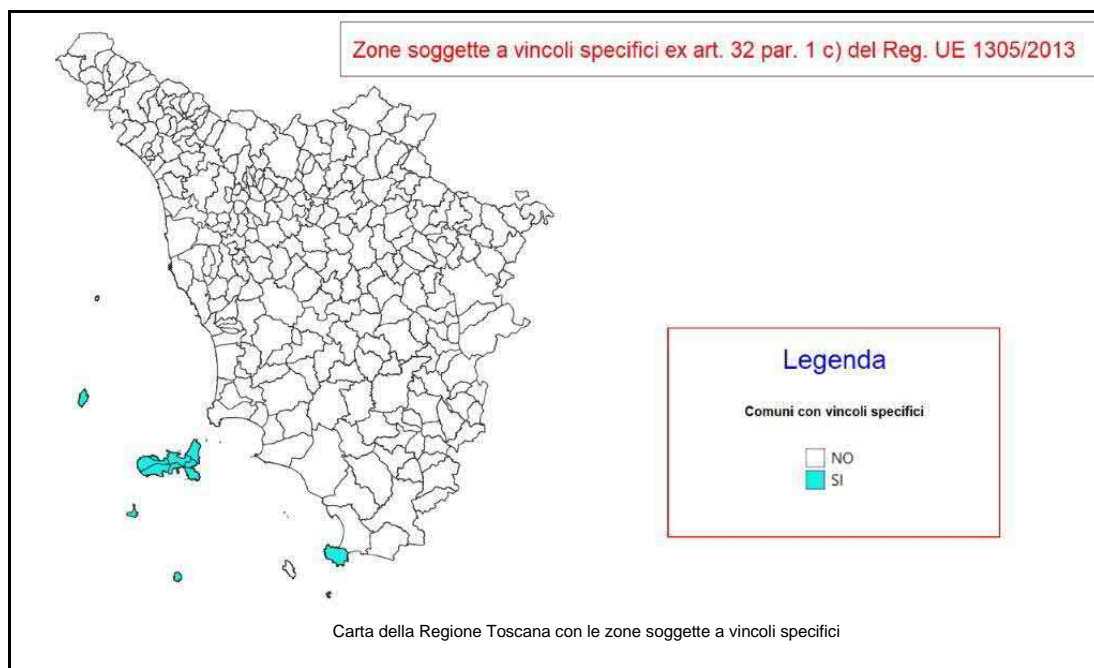 Zone soggette a vincoli specifici ex art. 32 par. 1 c) del Reg. UE 1305/2013
Legenda
Comuni con vincoli specifici
NO
SI
Carta della Regione Toscana con le zone soggette a vincoli specifici